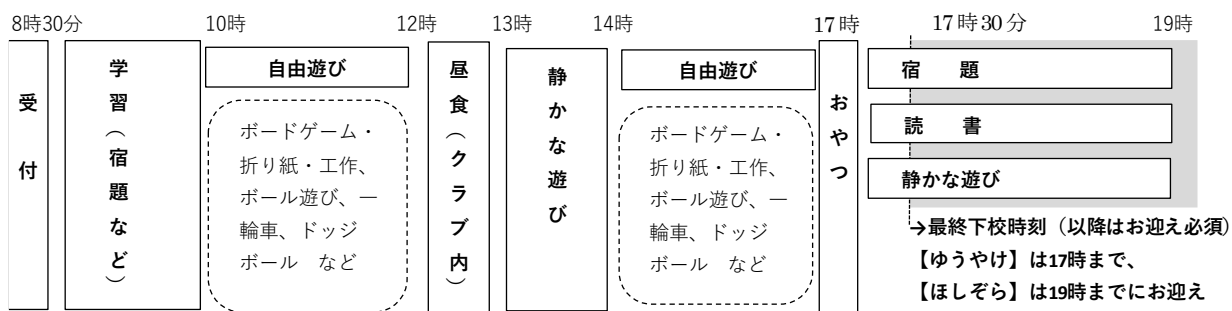 8時30分
10時
12時
13時
14時
17時
17時30分
19時
受付
学習（宿題など）
自由遊び
ボードゲーム・
折り紙・工作、
ボール遊び、一
輪車、ドッジ
ボール　など
昼食（クラブ内）
静かな遊び
自由遊び
ボードゲーム・
折り紙・工作、
ボール遊び、一
輪車、ドッジ
ボール　など
おやつ
宿　題
読　書
静かな遊び
→最終下校時刻（以降はお迎え必須）
【ゆうやけ】は17時まで、
【ほしぞら】は19時までにお迎え